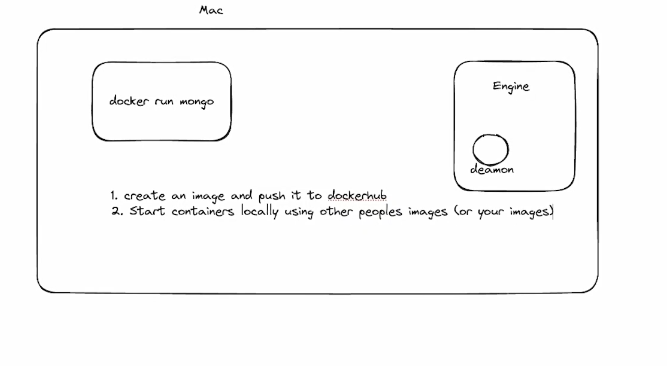 Mac
docker run mongo
Engine
deamon
1. create an image and push it to dockerhub
2. Start containers locally using other peoples images (or your images)